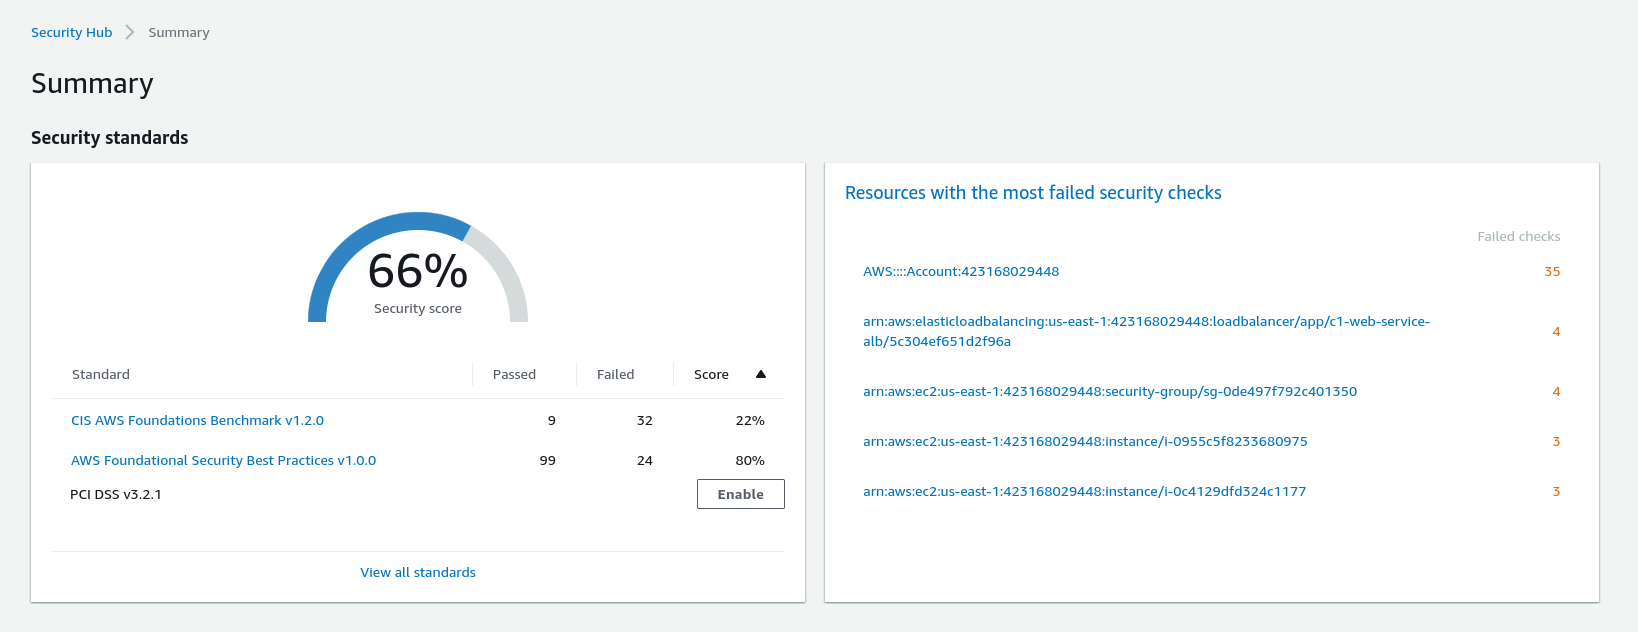 Security Hub > Summary
Summary
Security standards
66%
Security score
Standard Passed Failed Score ▲
CIS AWS Foundations Benchmark v1.2.0 9 32 22%
AWS Foundational Security Best Practices v1.0.0 99 24 80%
PCI DSS v3.2.1 Enable
View all standards
Resources with the most failed security checks
Failed checks
AWS::::Account:423168029448 35
arn:aws:elasticloadbalancing:us-east-1:423168029448:loadbalancer/app/c1-web-service-
alb/5c304ef651d2f96a 4
arn:aws:ec2:us-east-1:423168029448:security-group/sg-0de497f792c401350 4
arn:aws:ec2:us-east-1:423168029448:instance/i-0955c5f8233680975 3
arn:aws:ec2:us-east-1:423168029448:instance/i-0c4129dfd324c1177 3